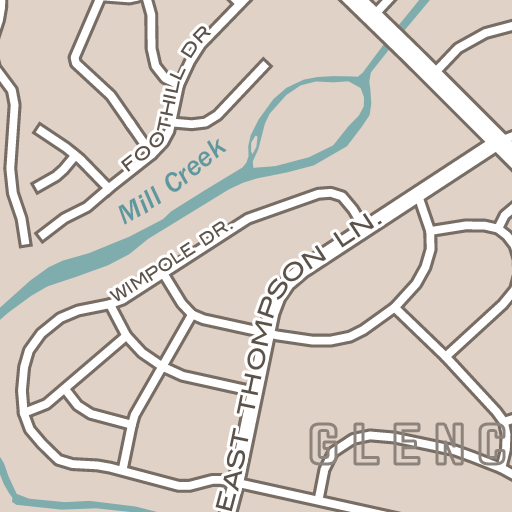 FOOTHILL DR
Mill Creek
WIMPOLE DR.
EAST THOMPSON LN.
GLENC